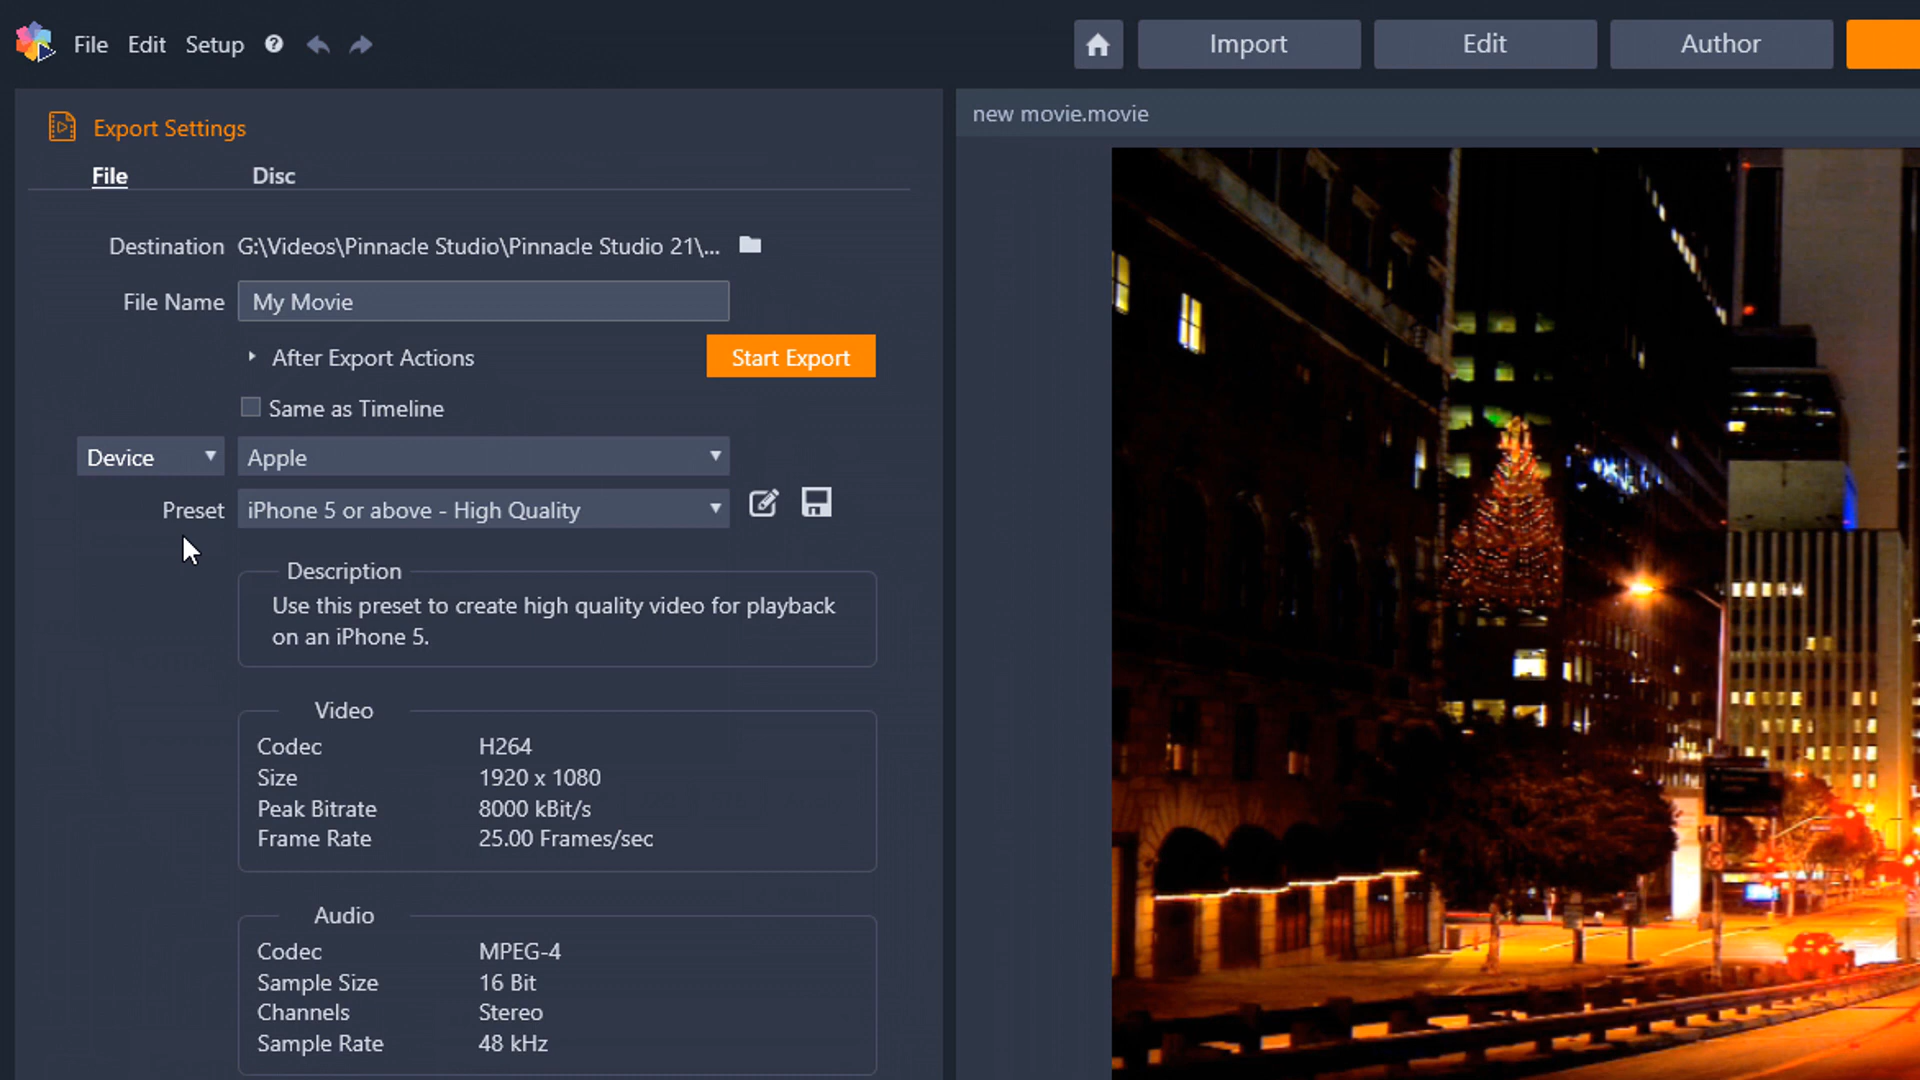 File Edit Setup ?
Import Edit Author
Export Settings
new movie.movie
File Disc
Destination G:\Videos\Pinnacle Studio\Pinnacle Studio 21\...
File Name My Movie
After Export Actions Start Export
Same as Timeline
Device Apple
Preset iPhone 5 or above - High Quality
Description
Use this preset to create high quality video for playback
on an iPhone 5.
Video
Codec H264
Size 1920 x 1080
Peak Bitrate 8000 kBit/s
Frame Rate 25.00 Frames/sec
Audio
Codec MPEG-4
Sample Size 16 Bit
Channels Stereo
Sample Rate 48 kHz